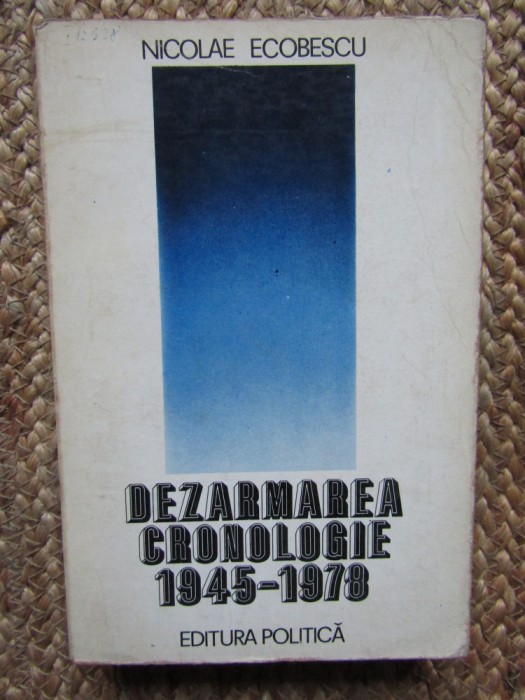 NICOLAE ECOBESCU
DEZARMAREA
CRONOLOGIE
1945-1978
EDITURA POLITICĂ